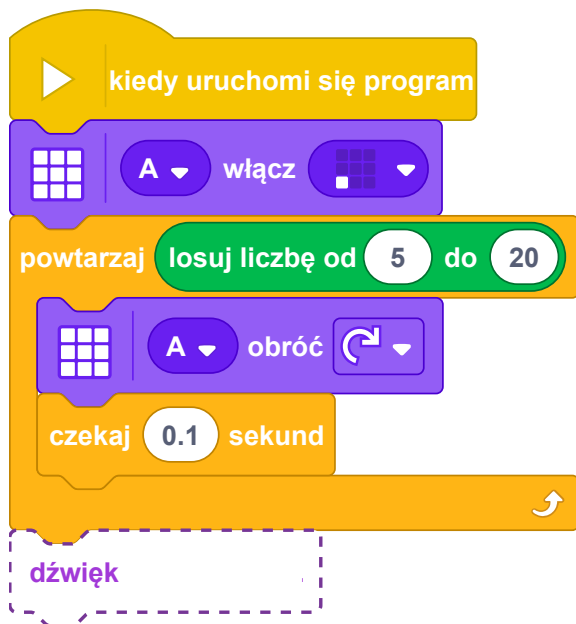 kiedy uruchomi się program
A włącz
powtarzaj losuj liczbę od 5 do 20
A obróć
czekaj 0.1 sekund
dźwięk .